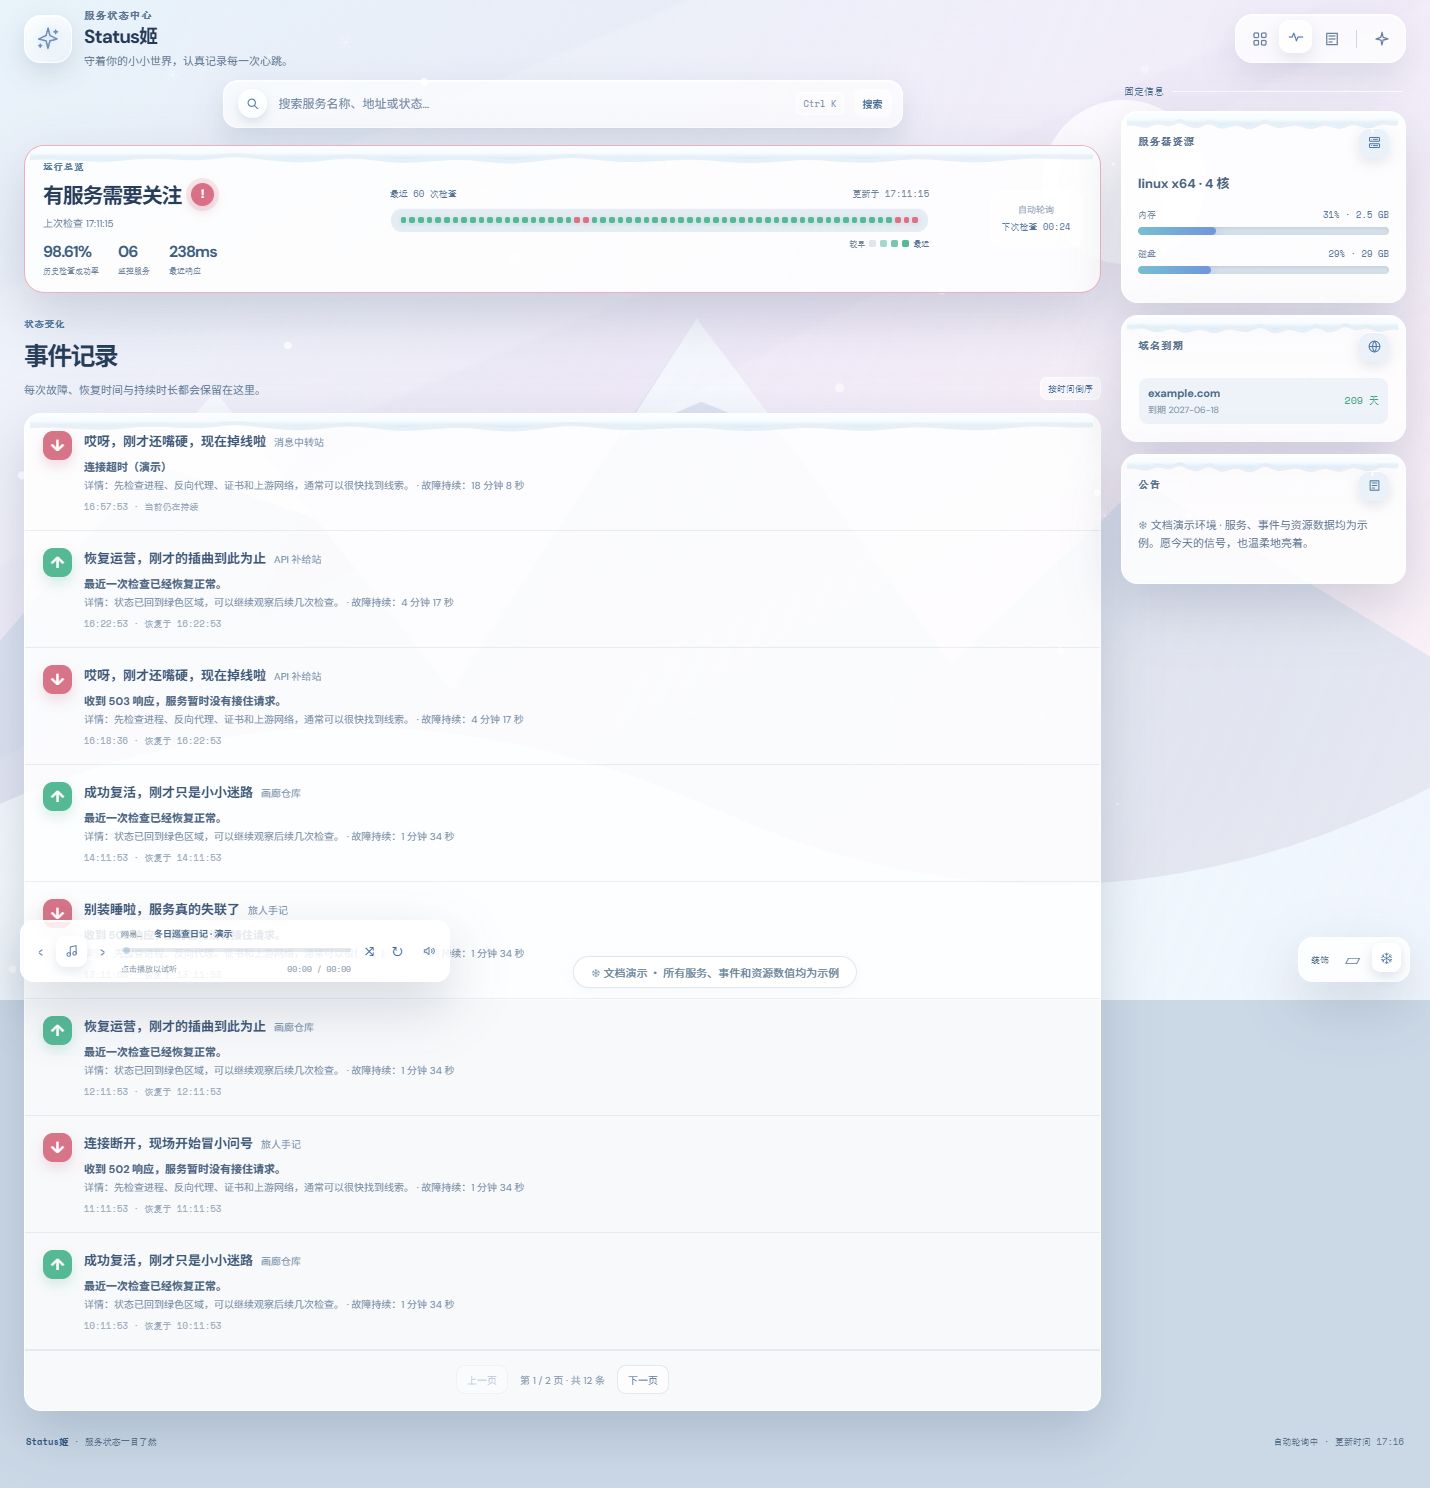 服务状态中心
Status姬
守着你的小小世界，认真记录每一次心跳。
搜索服务名称、地址或状态…
Ctrl K
搜索
运行总览
有服务需要关注
上次检查 17:11:15
98.61%
06
238ms
历史检查成功率
监控服务
最近响应
最近 60 次检查
更新于 17:11:15
较早
最近
自动轮询
下次检查 00:24
固定信息
服务器资源
linux x64 · 4 核
内存
31% · 2.5 GB
磁盘
29% · 29 GB
域名到期
example.com
到期 2027-06-18
209 天
公告
❄ 文档演示环境 · 服务、事件与资源数据均为示
例。愿今天的信号，也温柔地亮着。
状态变化
事件记录
每次故障、恢复时间与持续时长都会保留在这里。
按时间倒序
哎呀，刚才还嘴硬，现在掉线啦 消息中转站
连接超时（演示）
详情：先检查进程、反向代理、证书和上游网络，通常可以很快找到线索。 · 故障持续：18 分钟 8 秒
16:57:53 · 当前仍在持续
恢复运营，刚才的插曲到此为止 API 补给站
最近一次检查已经恢复正常。
详情：状态已回到绿色区域，可以继续观察后续几次检查。 · 故障持续：4 分钟 17 秒
16:22:53 · 恢复于 16:22:53
哎呀，刚才还嘴硬，现在掉线啦 API 补给站
收到 503 响应，服务暂时没有接住请求。
详情：先检查进程、反向代理、证书和上游网络，通常可以很快找到线索。 · 故障持续：4 分钟 17 秒
16:18:36 · 恢复于 16:22:53
成功复活，刚才只是小小迷路 画廊仓库
最近一次检查已经恢复正常。
详情：状态已回到绿色区域，可以继续观察后续几次检查。 · 故障持续：1 分钟 34 秒
14:11:53 · 恢复于 14:11:53
别装睡啦，服务真的失联了 旅人手记
冬日巡查日记 · 演示
点击播放以试听
00:00 / 00:00
1 分钟 34 秒
❄ 文档演示 · 所有服务、事件和资源数值均为示例
装饰
恢复运营，刚才的插曲到此为止 画廊仓库
最近一次检查已经恢复正常。
详情：状态已回到绿色区域，可以继续观察后续几次检查。 · 故障持续：1 分钟 34 秒
12:11:53 · 恢复于 12:11:53
连接断开，现场开始冒小问号 旅人手记
收到 502 响应，服务暂时没有接住请求。
详情：先检查进程、反向代理、证书和上游网络，通常可以很快找到线索。 · 故障持续：1 分钟 34 秒
11:11:53 · 恢复于 11:11:53
成功复活，刚才只是小小迷路 画廊仓库
最近一次检查已经恢复正常。
详情：状态已回到绿色区域，可以继续观察后续几次检查。 · 故障持续：1 分钟 34 秒
10:11:53 · 恢复于 10:11:53
上一页
第 1 / 2 页 · 共 12 条
下一页
Status姬 · 服务状态一目了然
自动轮询中 · 更新时间 17:16